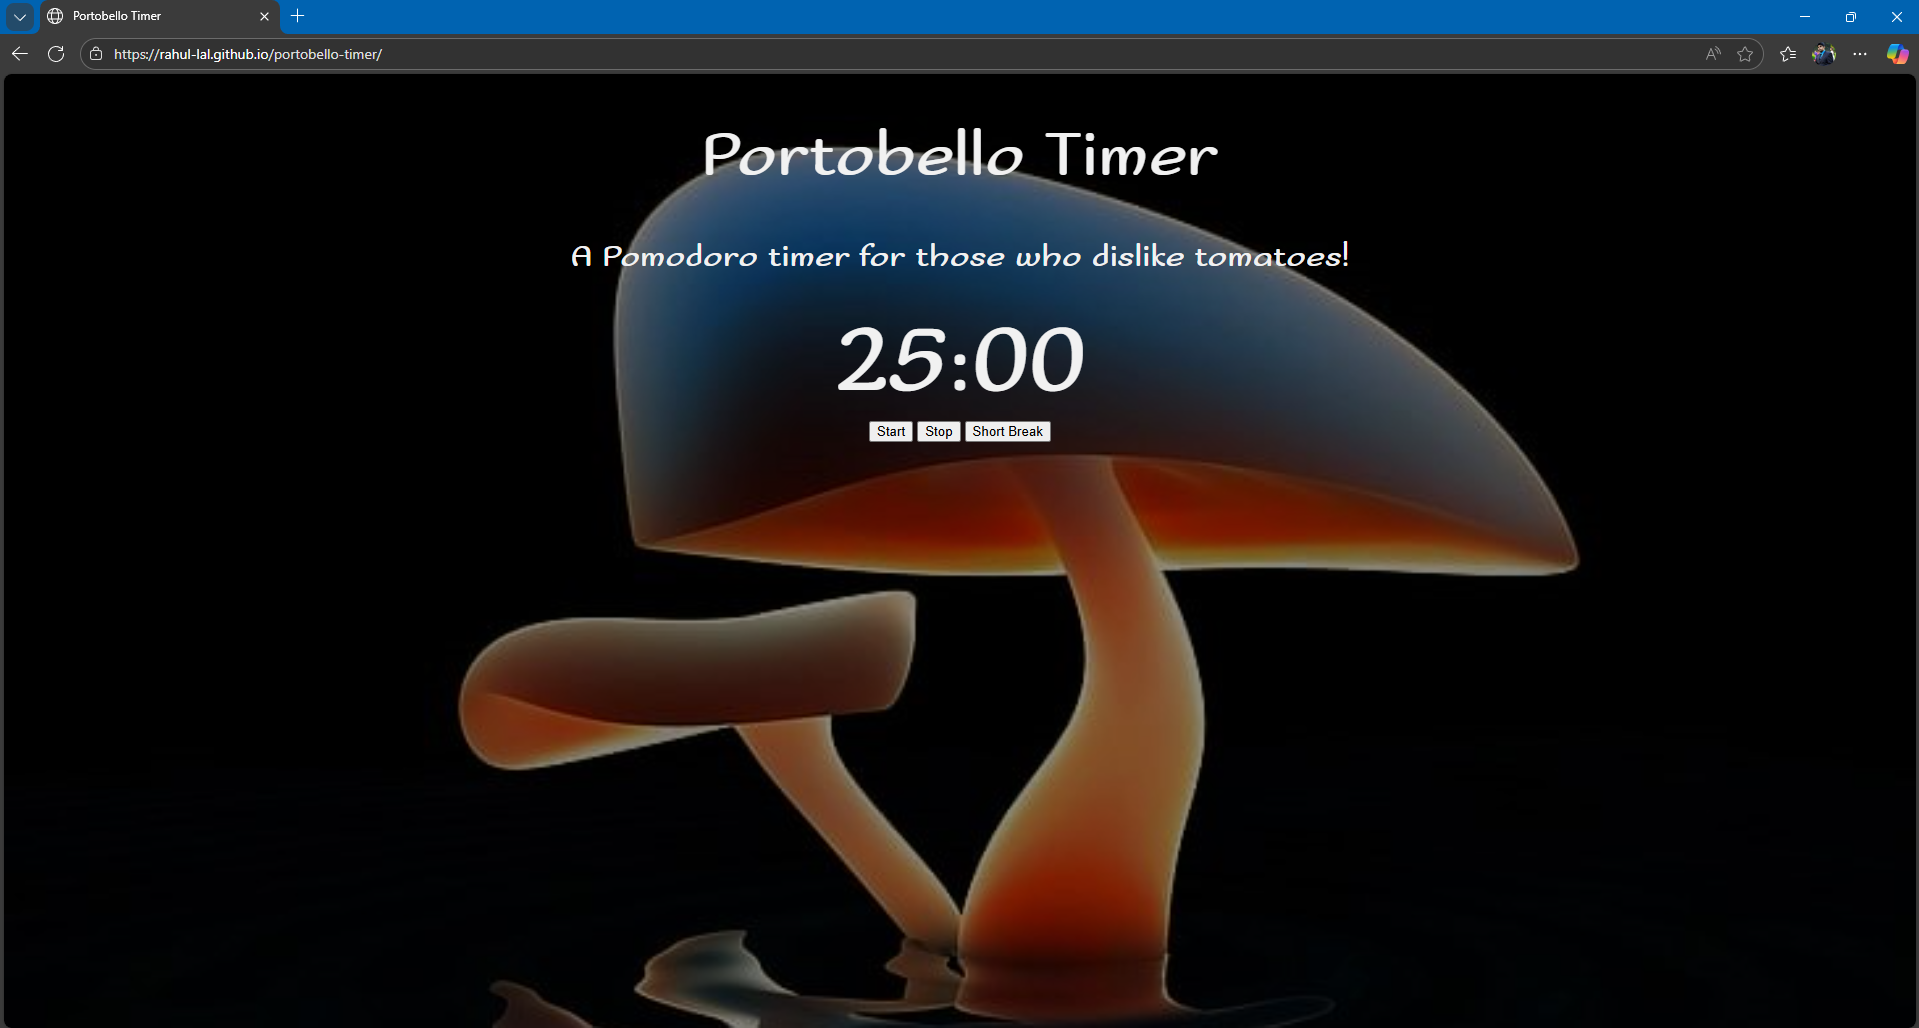 Portobello Timer
https://rahul-lal.github.io/portobello-timer/
Portobello Timer
A Pomodoro timer for those who dislike tomatoes!
25:00
Start Stop Short Break